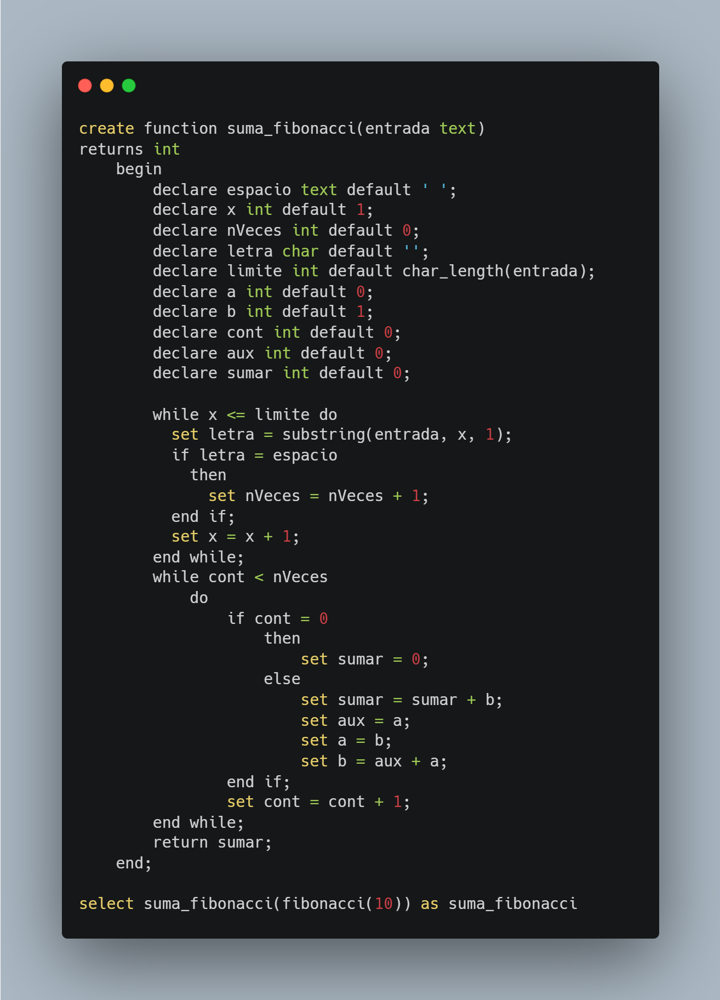 create function suma_fibonacci(entrada text)
returns int
    begin
        declare espacio text default ' ';
        declare x int default 1;
        declare nVeces int default 0;
        declare letra char default '';
        declare limite int default char_length(entrada);
        declare a int default 0;
        declare b int default 1;
        declare cont int default 0;
        declare aux int default 0;
        declare sumar int default 0;

        while x <= limite do
          set letra = substring(entrada, x, 1);
          if letra = espacio
            then
              set nVeces = nVeces + 1;
          end if;
          set x = x + 1;
        end while;
        while cont < nVeces
            do
                if cont = 0
                    then
                        set sumar = 0;
                    else
                        set sumar = sumar + b;
                        set aux = a;
                        set a = b;
                        set b = aux + a;
                end if;
                set cont = cont + 1;
        end while;
        return sumar;
    end;

select suma_fibonacci(fibonacci(10)) as suma_fibonacci